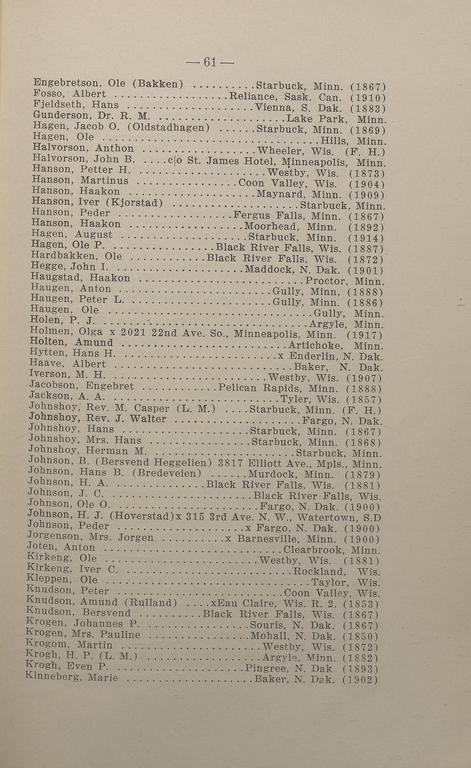 — 61 —
Engebretson, Ole (Bakken) ..........Starbuck, Minn. (1867)
Fosso, Albert ..................Reliance, Sask. Can. (1910)
Fjeldseth, Hans ....................Vienna, S. Dak. (1883)
Gunderson, Dr. R. M. ....................Lake Park, Minn.
Hagen, Jacob O. (Oldstadhagen) ......Starbuck, Minn. (1869)
Hagen, Ole ..................................Hills, Minn.
Halvorson, Anthon ...................Wheeler, Wis. (F. H.)
Halvorson, John B. ....c|o St. James Hotel, Minneapolis, Minn.
Hanson, Petter H. .....................Westby, Wis. (1873)
Hanson, Martinus .................Coon Valley, Wis. (1904)
Hanson, Haakon .....................Maynard, Minn. (1909)
Hanson, Iver (Kjorstad) ....................Starbuck, Minn.
Hanson, Peder ..................Fergus Falls, Minn. (1867)
Hanson, Haakon ....................Moorhead, Minn. (1892)
Hagen, August .....................Starbuck, Minn. (1914)
Hagen, Ole P. .................Black River Falls, Wis. (1887)
Hardbakken, Ole .............Black River Falls, Wis. (1872)
Hegge, John I. ....................Maddock, N. Dak. (1901)
Haugstad, Haakon ..........................Proctor, Minn.
Haugen, Anton .......................Gully, Minn, (1888)
Haugen, Peter L. .....................Gully, Minn. (1886)
Haugen, Ole ................................Gully, Minn.
Holen, P. J. ...............................Argyle, Minn.
Holmen, Olga x 2021 22nd Ave. So., Minneapolis, Minn. (1917)
Holten, Amund ..........................Artichoke, Minn.
Hytten, Hans H. .......................x Enderlin, N. Dak.
Haave, Albert ............................Baker, N. Dak.
Iverson, M. H. .......................Westby, Wis. (1907)
Jacobson, Engebret .............Pelican Rapids, Minn. (1888)
Jackson, A. A. .........................Tyler, Wis. (1857)
Johnshoy, Rev. M. Casper (L. M.) ....Starbuck, Minn. (F. H.)
Johnshoy, Rev. J. Walter ....................Fargo, N. Dak.
Johnshoy, Hans ....................Starbuck, Minn. (1867)
Johnshoy, Mrs. Hans ................Starbuck, Minn. (1868)
Johnshoy, Herman M. ......................Starbuck, Minn.
Johnson, B. (Bersvend Heggelien) 3817 Elliott Ave., Mpls., Minn.
Johnson, Hans B. (Bredeveien) .......Murdock, Minn. (1879)
Johnson, H. A. ................Black River Falls, Wis. (1881)
Johnson, J. C. .......................Black River Falls, Wis.
Johnson, Ole O. .......................Fargo, N. Dak. (1900)
Johnson, H. J. (Hoverstad)x 315 3rd Ave. N. W., Watertown, S.D
Johnson, Peder .....................x Fargo, N. Dak. (1900)
Jorgenson, Mrs. Jorgen ...........x Barnesville, Minn. (1900)
Joten, Anton ............................Clearbrook, Minn.
Kirkeng, Ole .........................Westby, Wis. (1881)
Kirkeng, Iver C. ...........................Rockland, Wis.
Kleppen, Ole ................................Taylor, Wis.
Knudson, Peter ..........................Coon Valley, Wis.
Knudson, Amund (Rulland) ....xEau Claire, Wis. R. 2. (1853)
Knudson, Bersvend ............Black River Falls, Wis. (1867)
Krogen, Johannes P. .................Souris, N. Dak. (1867)
Krogen, Mrs. Pauline .................Mohall, N. Dak. (1850)
Krogom, Martin .......................Westby, Wis. (1872)
Krogh, H. P. (L. M.) ...................Argyle, Minn. (1882)
Krogh, Even P. ......................Pingree, N. Dak (1893)
Kinneberg, Marie .....................Baker, N. Dak. (1902)